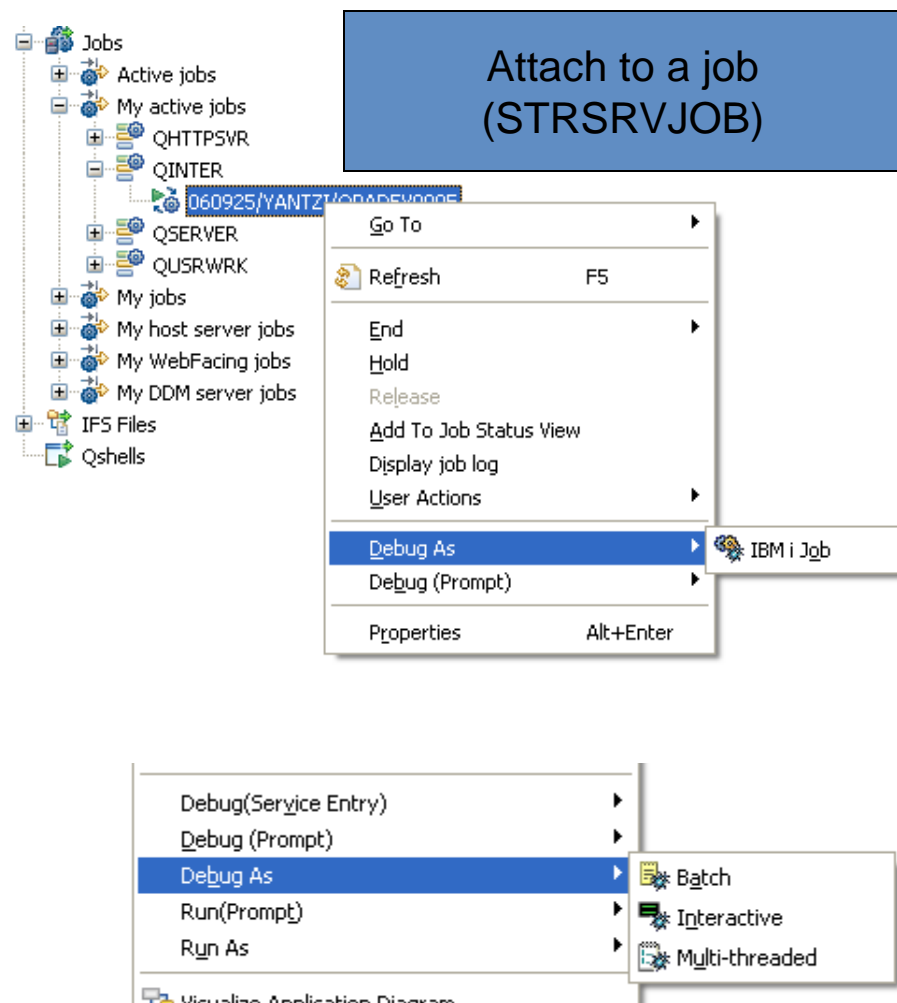 Jobs
Active jobs
My active jobs
QHTTPSVR
QINTER
QSERVER
QUSRWRK
My jobs
My host server jobs
My WebFacing jobs
My DDM server jobs
IFS Files
Qshells
Attach to a job
(STRSRVJOB)
Go To
Refresh F5
End
Hold
Release
Add To Job Status View
Display job log
User Actions
Debug As
IBM i Job
Debug (Prompt)
Properties Alt+Enter
Debug(Service Entry)
Debug (Prompt)
Debug As
Run(Prompt)
Run As
Batch
Interactive
Multi-threaded
Visualize Application Diagram